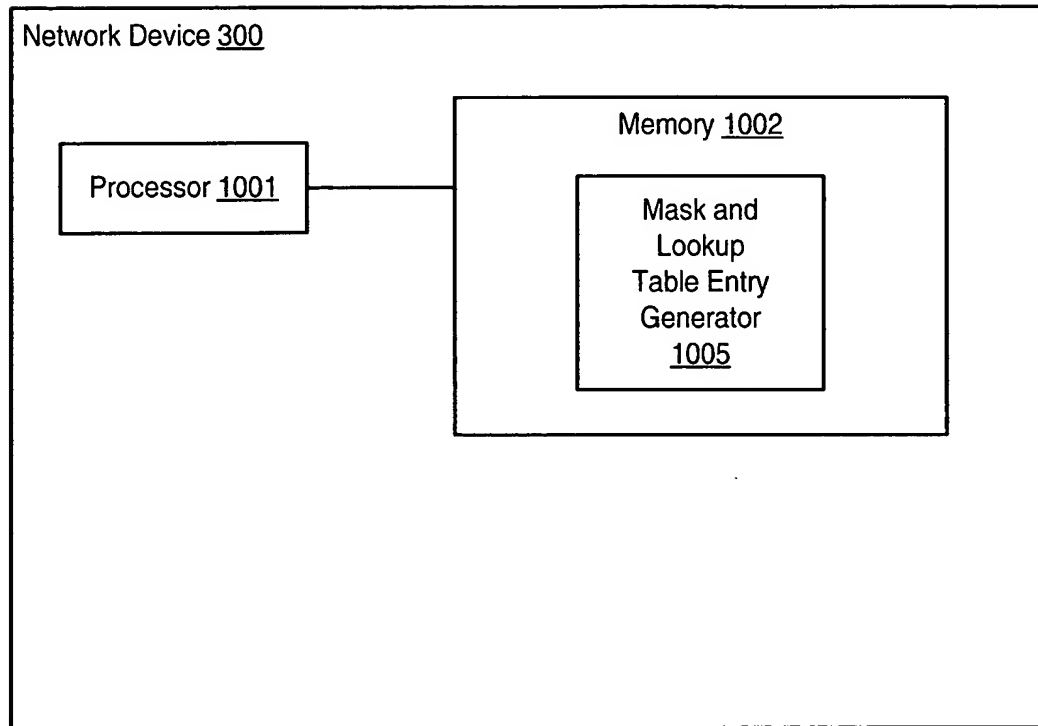 Network Device 300
Memory 1002
Processor 1001
Mask and
Lookup
Table Entry
Generator
1005